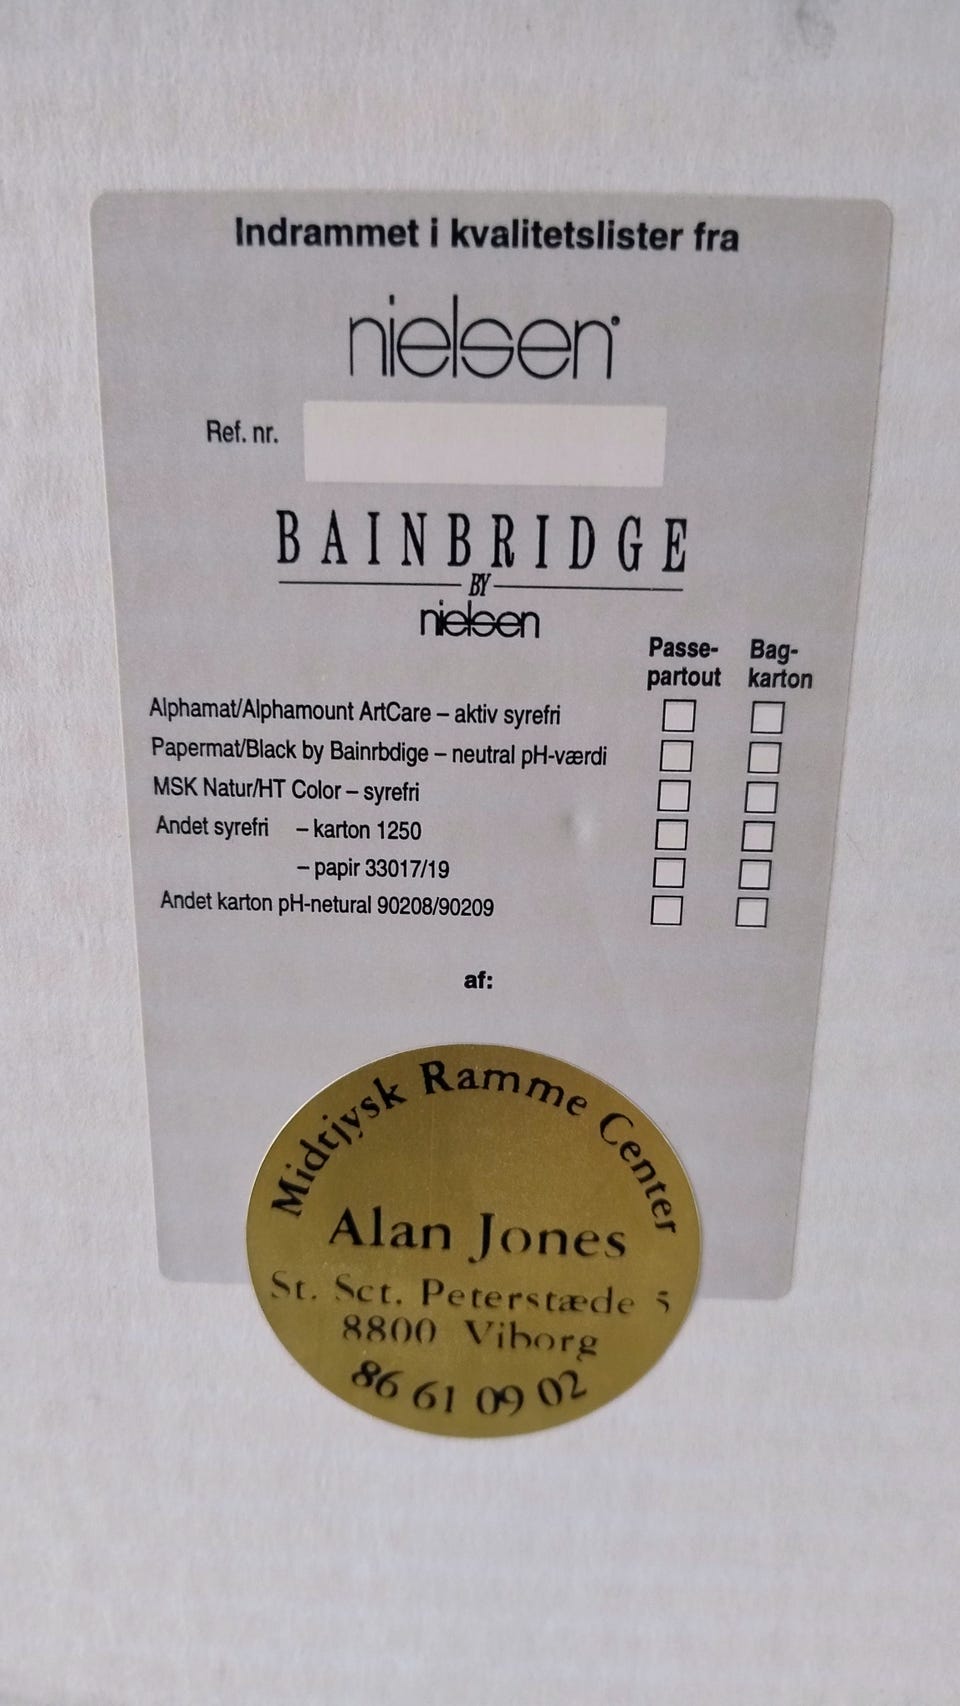 Indrammet i kvalitetslister fra
nielsen®
Ref. nr.
BAINBRIDGE
BY
nielsen
Passe-
partout
Bag-
karton
Alphamat/Alphamount ArtCare – aktiv syrefri
Papermat/Black by Bainrbdige – neutral pH-værdi
MSK Natur/HT Color – syrefri
Andet syrefri – karton 1250
– papir 33017/19
Andet karton pH-netural 90208/90209
af:
Midtjysk Ramme Center
Alan Jones
St. Sct. Peterstæde 5
8800 Viborg
86 61 09 02